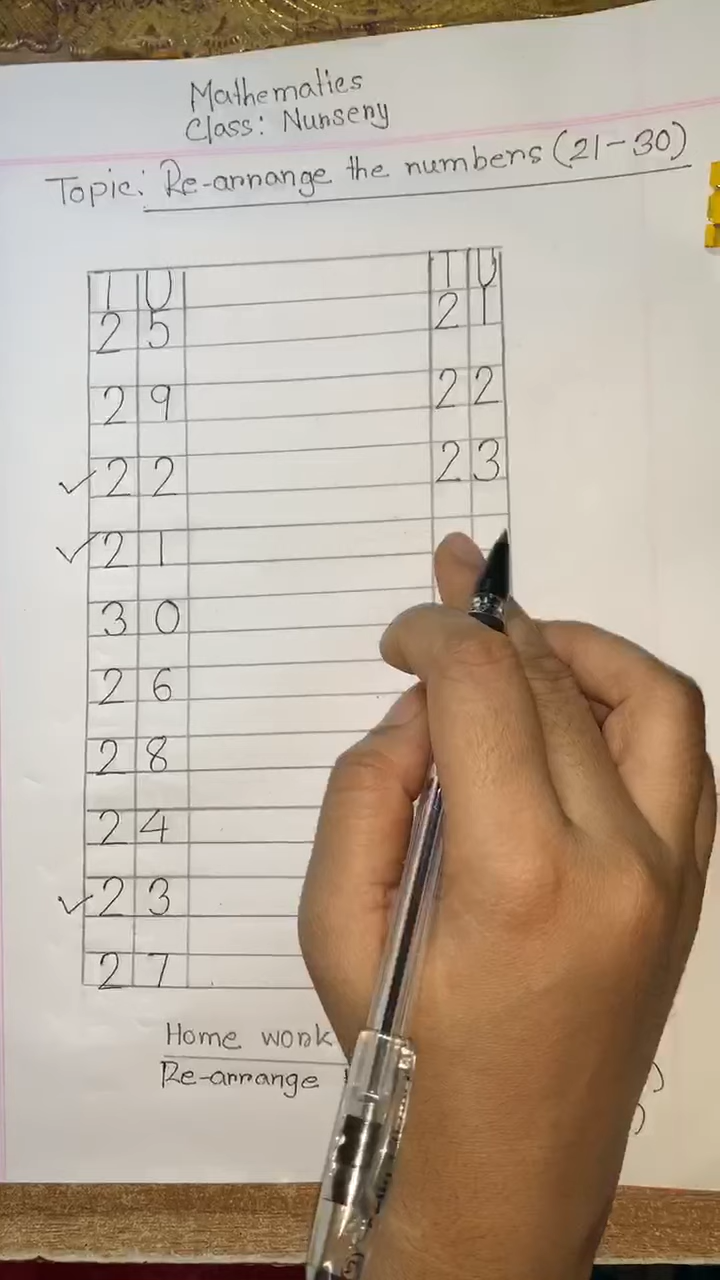 Mathematics
Class: Nunseny
Topic: Re-arrange the numbers (21-30)
T U T U
2 5 2 1
2 9 2 2
✓ 2 2 2 3
✓ 2 1
3 0
2 6
2 8
2 4
✓ 2 3
2 7
Home work
Re-arrange